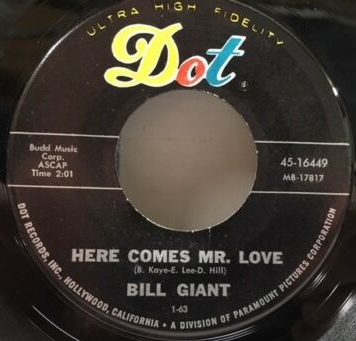 ULTRA HIGH FIDELITY
Dot
Budd Music
Corp.
ASCAP
Time 2:01
45-16449
MB-17817
HERE COMES MR. LOVE
(B. Kaye-E. Lee-D. Hill)
BILL GIANT
1-63
DOT RECORDS, INC., HOLLYWOOD, CALIFORNIA • A DIVISION OF PARAMOUNT PICTURES CORPORATION